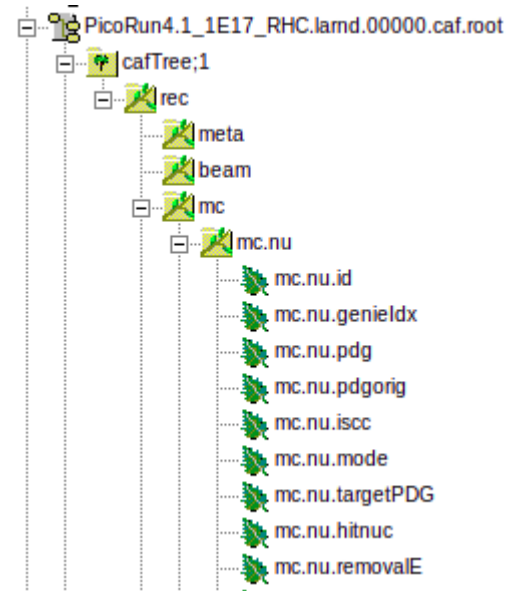 PicoRun4.1_1E17_RHC.larnd.00000.caf.root
cafTree;1
rec
meta
beam
mc
mc.nu
mc.nu.id
mc.nu.genieIdx
mc.nu.pdg
mc.nu.pdgorig
mc.nu.iscc
mc.nu.mode
mc.nu.targetPDG
mc.nu.hitnuc
mc.nu.removalE